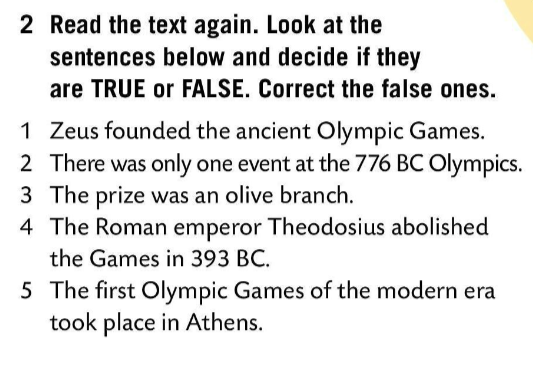 2 Read the text again. Look at the
sentences below and decide if they
are TRUE or FALSE. Correct the false ones.
1 Zeus founded the ancient Olympic Games.
2 There was only one event at the 776 BC Olympics.
3 The prize was an olive branch.
4 The Roman emperor Theodosius abolished
the Games in 393 BC.
5 The first Olympic Games of the modern era
took place in Athens.